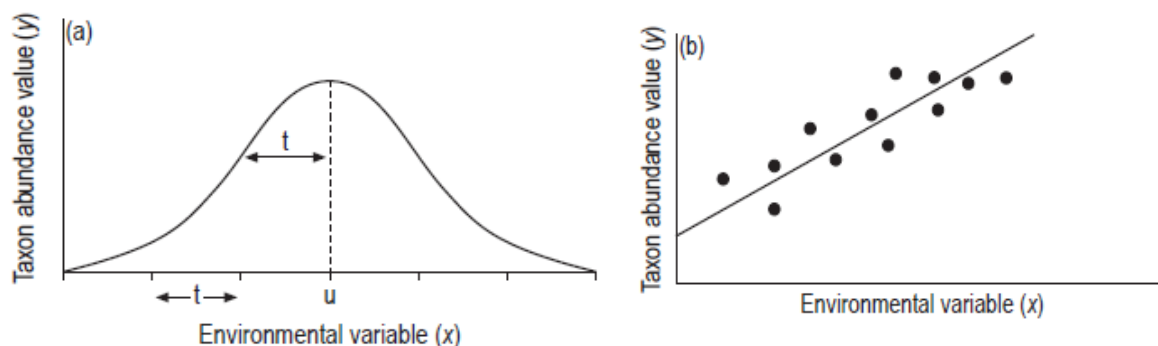 (a)
Taxon abundance value (y)
t
t
u
Environmental variable (x)
(b)
Taxon abundance value (y)
Environmental variable (x)